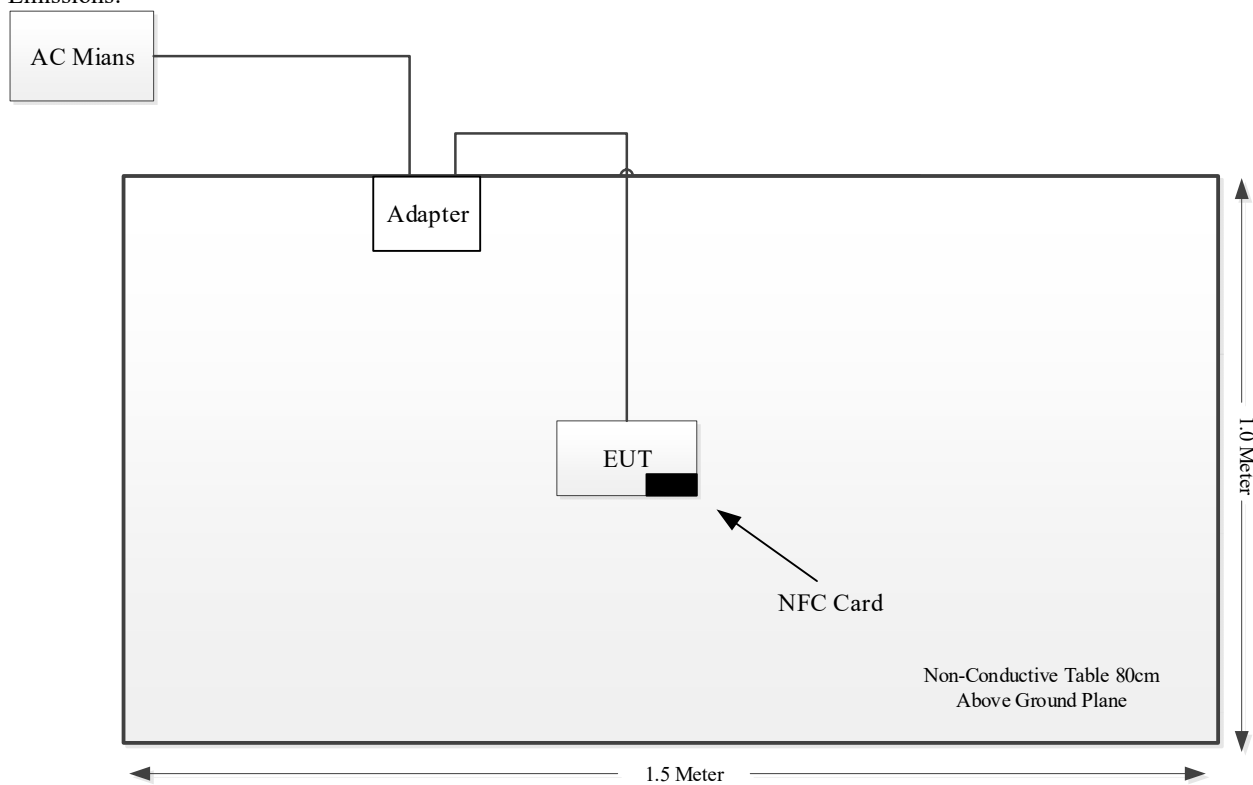 Emissions:
AC Mians
Adapter
EUT
NFC Card
1.0 Meter
Non-Conductive Table 80cm
Above Ground Plane
1.5 Meter